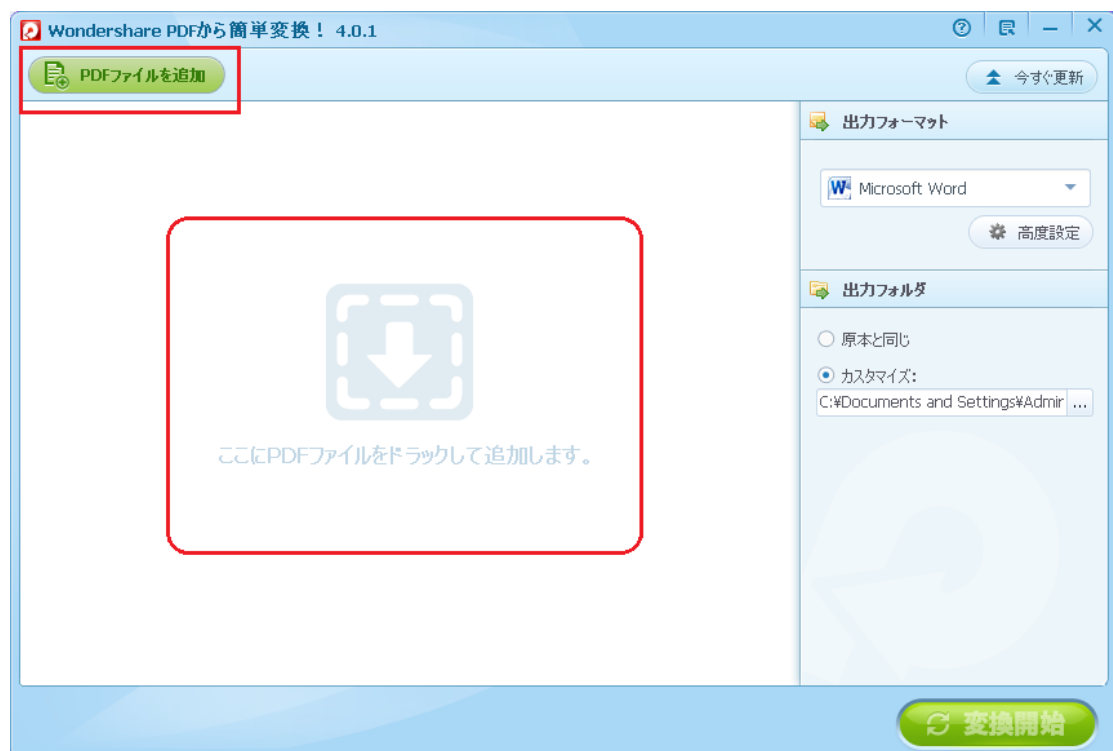 Wondershare PDFから簡単変換！ 4.0.1
PDFファイルを追加
今すぐ更新
出力フォーマット
Microsoft Word
高度設定
出力フォルダ
原本と同じ
カスタマイズ：
C:¥Documents and Settings¥Admir ...
ここにPDFファイルをドラックして追加します。
変換開始